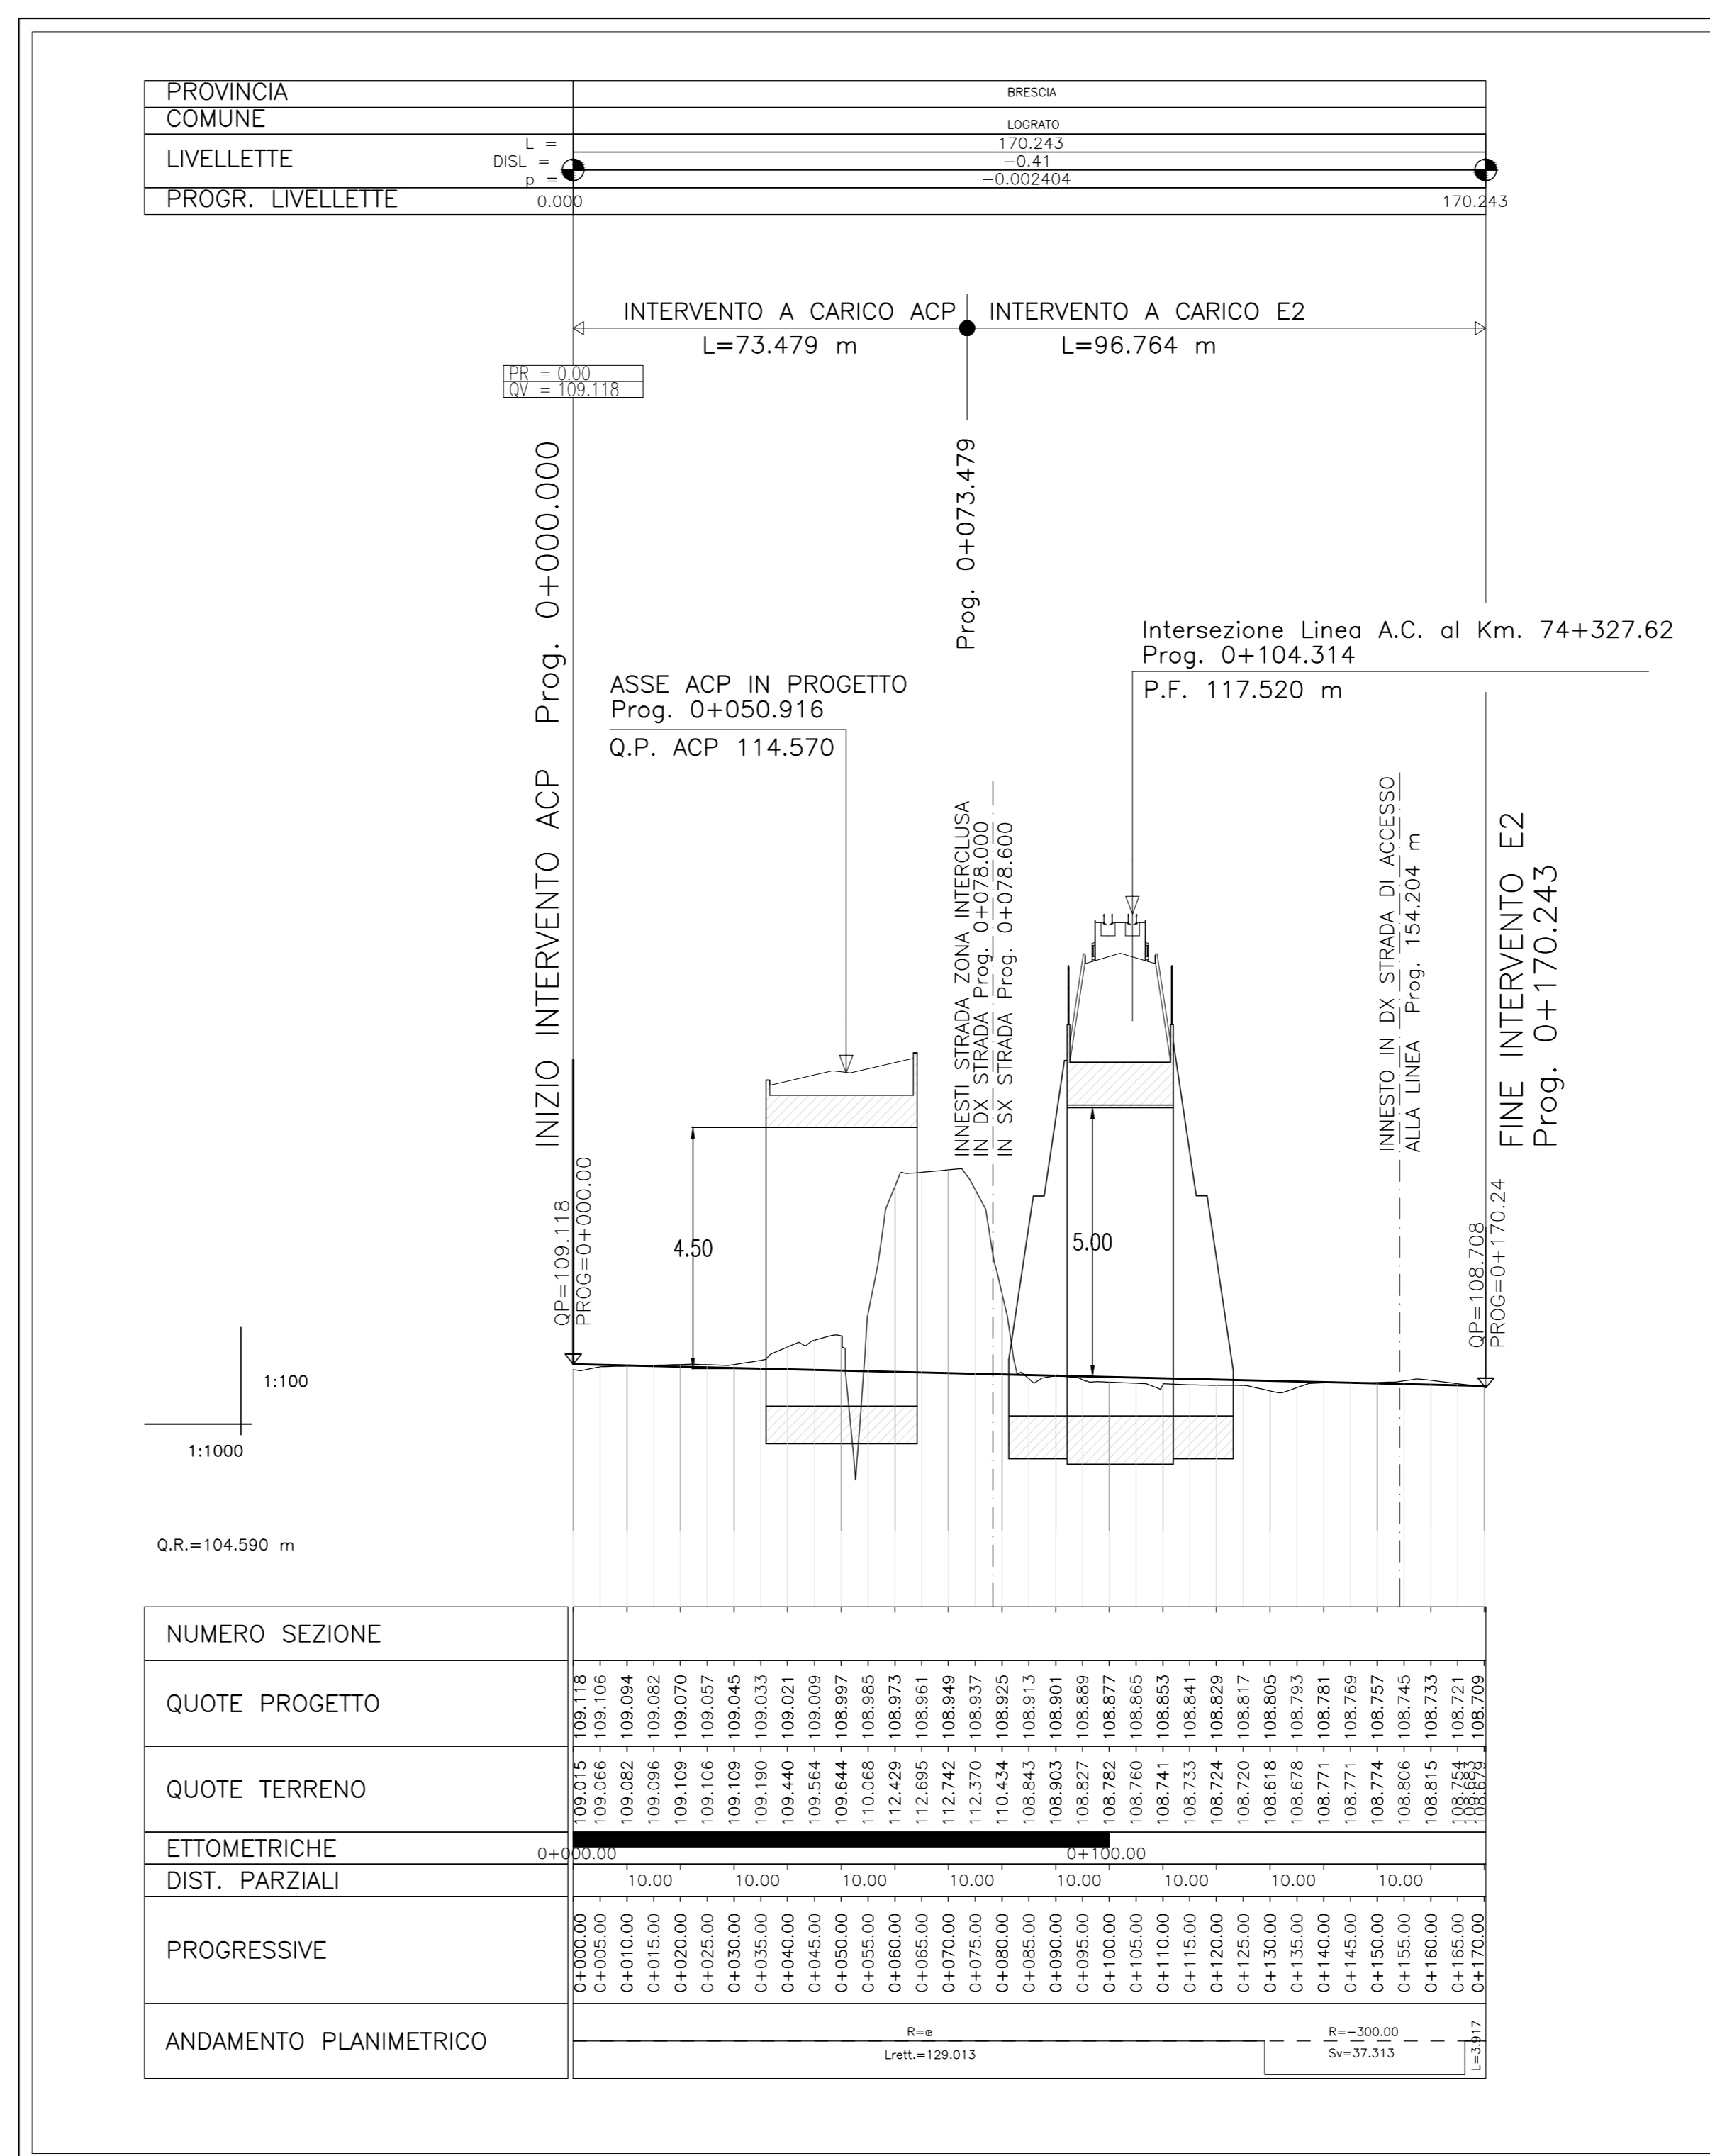 PROVINCIA
BRESCIA
COMUNE
LOGRATO
LIVELLETTE
L =
170.243
DISL =
-0.41
p =
-0.002404
PROGR. LIVELLETTE
0.000
170.243
INTERVENTO A CARICO ACP
L=73.479 m
INTERVENTO A CARICO E2
L=96.764 m
PR = 0.00
QV = 109.118
INIZIO INTERVENTO ACP Prog. 0+000.000
Prog. 0+073.479
Intersezione Linea A.C. al Km. 74+327.62
Prog. 0+104.314
P.F. 117.520 m
ASSE ACP IN PROGETTO
Prog. 0+050.916
Q.P. ACP 114.570
INNESTI STRADA ZONA INTERCLUSA
IN DX STRADA Prog. 0+078.000
IN SX STRADA Prog. 0+078.600
INNESTO IN DX STRADA DI ACCESSO
ALLA LINEA Prog. 154.204 m
FINE INTERVENTO E2
Prog. 0+170.243
QP=109.118
PROG=0+000.00
4.50
5.00
QP=108.708
PROG=0+170.24
1:100
1:1000
Q.R.=104.590 m
NUMERO SEZIONE
QUOTE PROGETTO
109.118 109.106 109.094 109.082 109.070 109.057 109.045 109.033 109.021 109.009 108.997 108.985 108.973 108.961 108.949 108.937 108.925 108.913 108.901 108.889 108.877 108.865 108.853 108.841 108.829 108.817 108.805 108.793 108.781 108.769 108.757 108.745 108.733 108.721 108.709
QUOTE TERRENO
109.015 109.066 109.082 109.096 109.109 109.106 109.109 109.190 109.440 109.564 109.644 110.068 112.429 112.695 112.742 112.370 110.434 108.843 108.903 108.827 108.782 108.760 108.741 108.733 108.724 108.720 108.618 108.678 108.771 108.771 108.774 108.806 108.815 108.754 108.679
ETTOMETRICHE
0+000.00
0+100.00
DIST. PARZIALI
10.00 10.00 10.00 10.00 10.00 10.00 10.00 10.00
PROGRESSIVE
0+000.00 0+005.00 0+010.00 0+015.00 0+020.00 0+025.00 0+030.00 0+035.00 0+040.00 0+045.00 0+050.00 0+055.00 0+060.00 0+065.00 0+070.00 0+075.00 0+080.00 0+085.00 0+090.00 0+095.00 0+100.00 0+105.00 0+110.00 0+115.00 0+120.00 0+125.00 0+130.00 0+135.00 0+140.00 0+145.00 0+150.00 0+155.00 0+160.00 0+165.00 0+170.00
ANDAMENTO PLANIMETRICO
Lrett.=129.013
R=-300.00
Sv=37.313
L=3.917